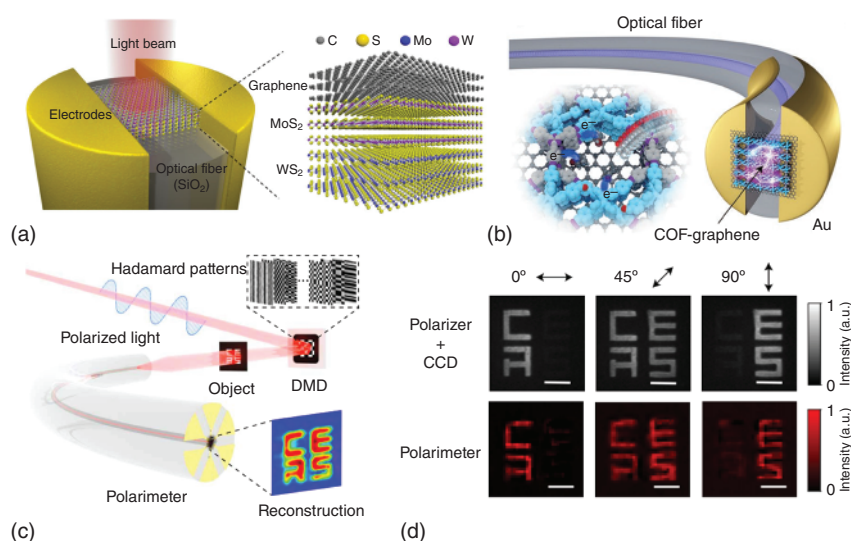 Light beam
Electrodes
Optical fiber
(SiO2)
C S Mo W
Graphene
MoS2
WS2
(a)
Optical fiber
e−
e−
e−
COF-graphene
Au
(b)
Hadamard patterns
Polarized light
Object
DMD
C E
A S
Polarimeter
Reconstruction
(c)
0° 45° 90°
Polarizer
+
CCD
C E
A S
C E
A S
C E
A S
1
0
Intensity (a.u.)
Polarimeter
C
A
C E
A S
E
S
1
0
Intensity (a.u.)
(d)